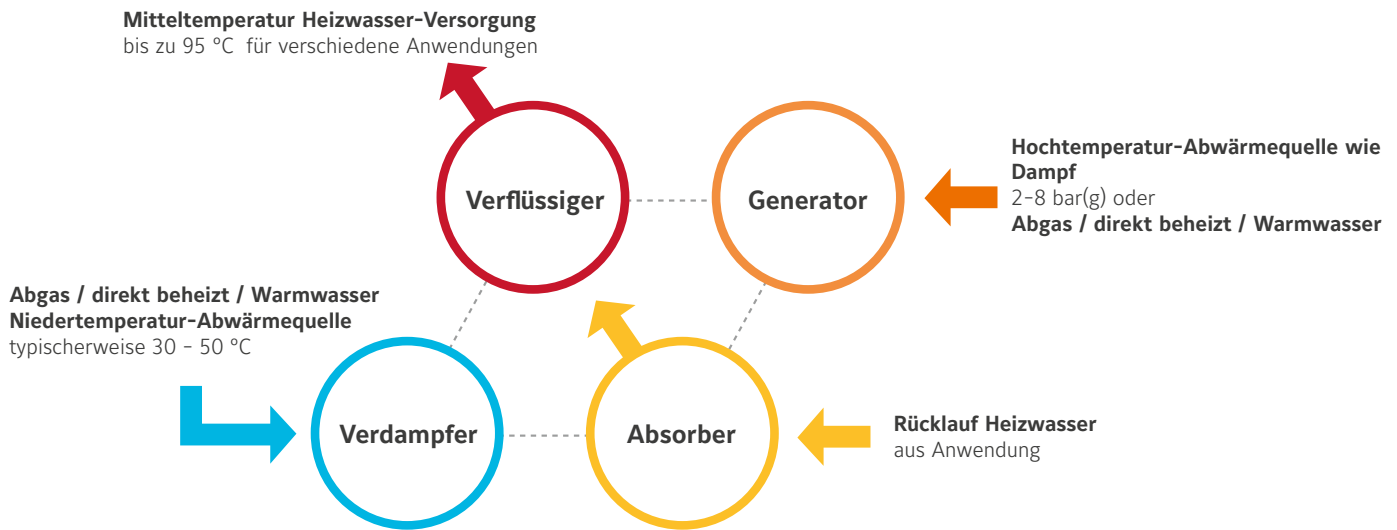 Mitteltemperatur Heizwasser-Versorgung
bis zu 95 °C für verschiedene Anwendungen
Verflüssiger
Generator
Hochtemperatur-Abwärmequelle wie
Dampf
2-8 bar(g) oder
Abgas / direkt beheizt / Warmwasser
Abgas / direkt beheizt / Warmwasser
Niedertemperatur-Abwärmequelle
typischerweise 30 - 50 °C
Verdampfer
Absorber
Rücklauf Heizwasser
aus Anwendung